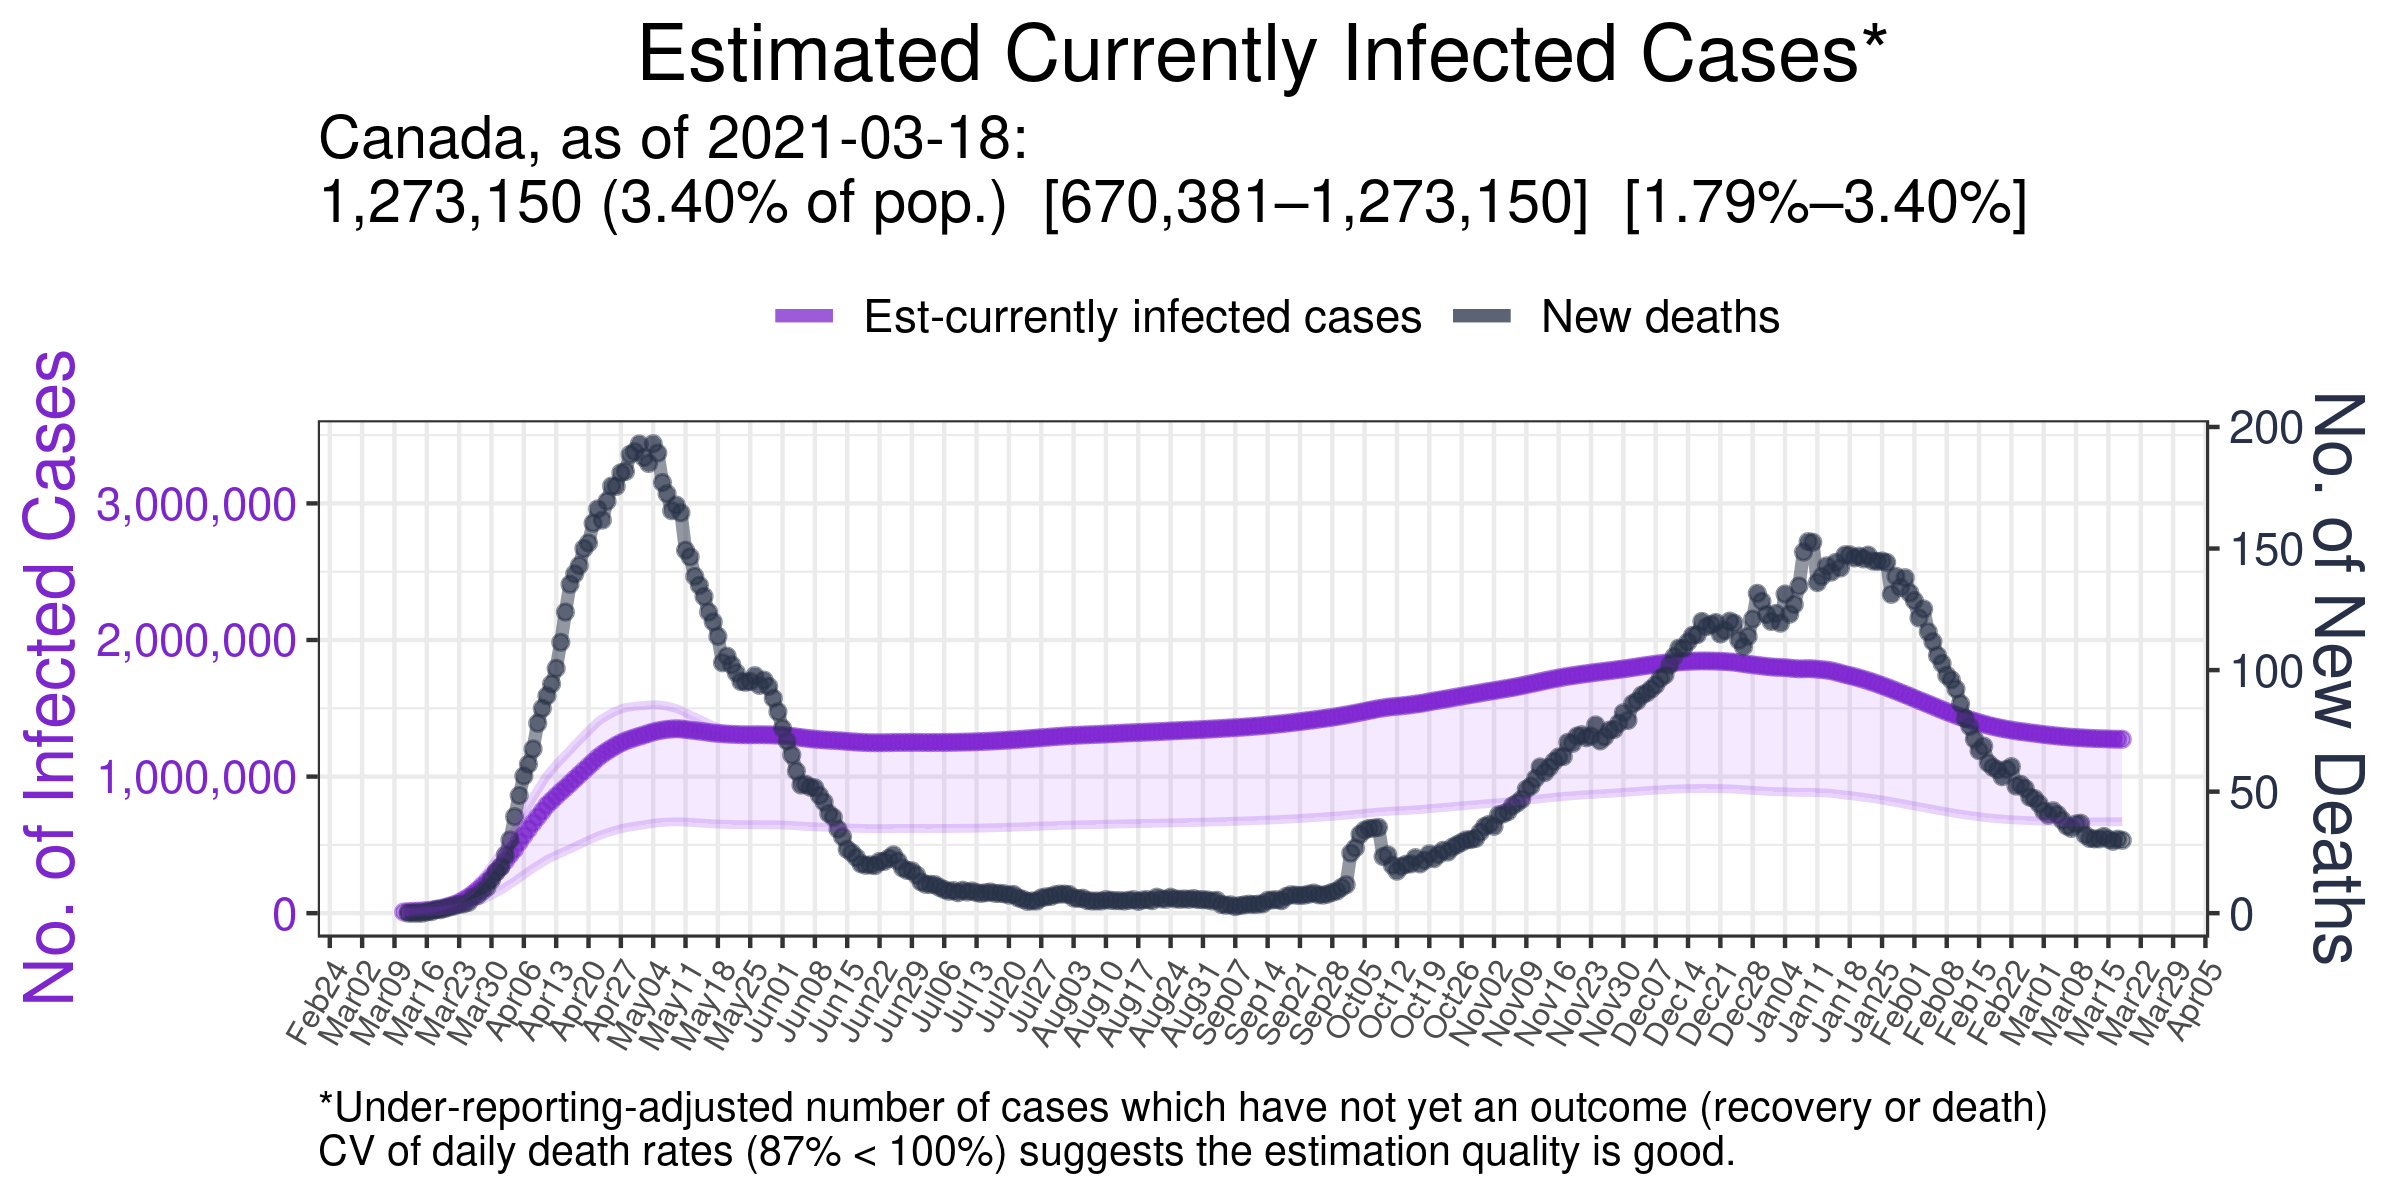 Estimated Currently Infected Cases*
Canada, as of 2021-03-18:
1,273,150 (3.40% of pop.) [670,381–1,273,150] [1.79%–3.40%]
Est-currently infected cases
New deaths
No. of Infected Cases
3,000,000
2,000,000
1,000,000
0
200
150
100
50
0
No. of New Deaths
Feb24
Mar02
Mar09
Mar16
Mar23
Mar30
Apr06
Apr13
Apr20
Apr27
May04
May11
May18
May25
Jun01
Jun08
Jun15
Jun22
Jun29
Jul06
Jul13
Jul20
Jul27
Aug03
Aug10
Aug17
Aug24
Aug31
Sep07
Sep14
Sep21
Sep28
Oct05
Oct12
Oct19
Oct26
Nov02
Nov09
Nov16
Nov23
Nov30
Dec07
Dec14
Dec21
Dec28
Jan04
Jan11
Jan18
Jan25
Feb01
Feb08
Feb15
Feb22
Mar01
Mar08
Mar15
Mar22
Mar29
Apr05
*Under-reporting-adjusted number of cases which have not yet an outcome (recovery or death)
CV of daily death rates (87% < 100%) suggests the estimation quality is good.